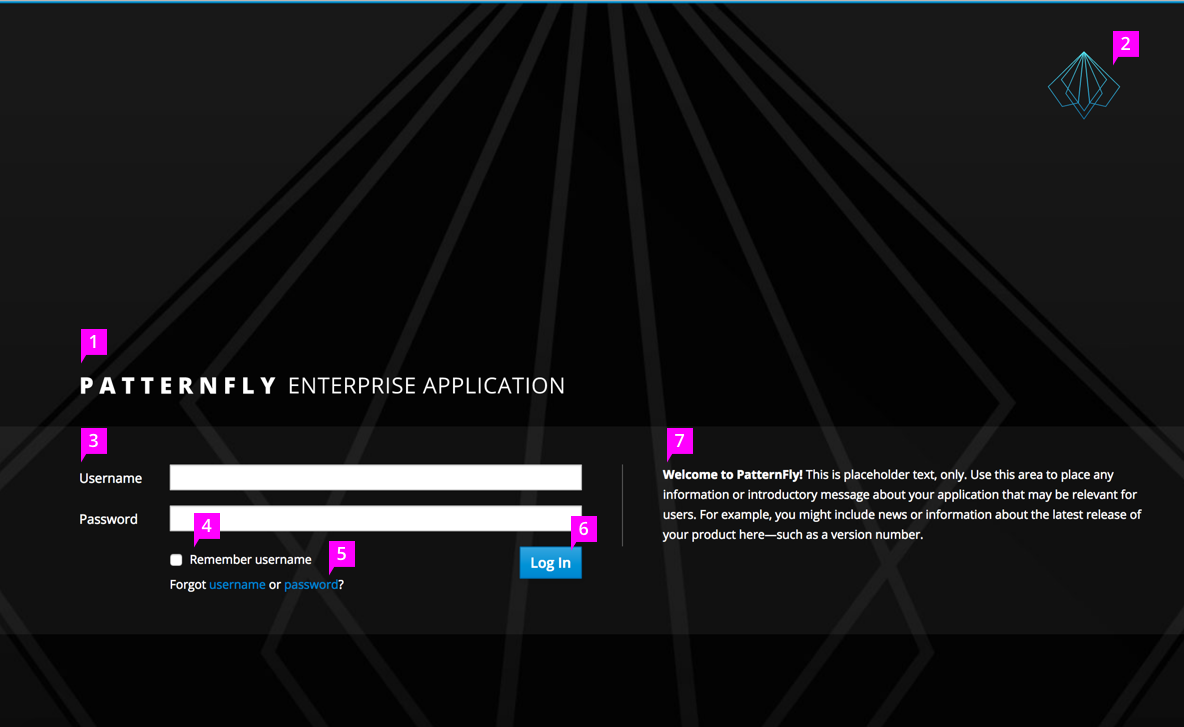 2
1
PATTERNFLY ENTERPRISE APPLICATION
3
Username
Password
4
Remember username
5
Forgot username or password?
6
Log In
7
Welcome to PatternFly! This is placeholder text, only. Use this area to place any
information or introductory message about your application that may be relevant for
users. For example, you might include news or information about the latest release of
your product here—such as a version number.